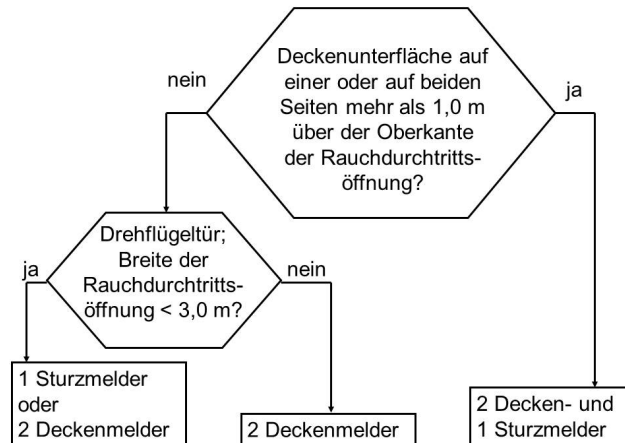 Deckenunterfläche auf
einer oder auf beiden
Seiten mehr als 1,0 m
über der Oberkante
der Rauchdurchtritts-
öffnung?
nein
ja
Drehflügeltür;
Breite der
Rauchdurchtritts-
öffnung < 3,0 m?
ja
nein
1 Sturzmelder
oder
2 Deckenmelder
2 Deckenmelder
2 Decken- und
1 Sturzmelder